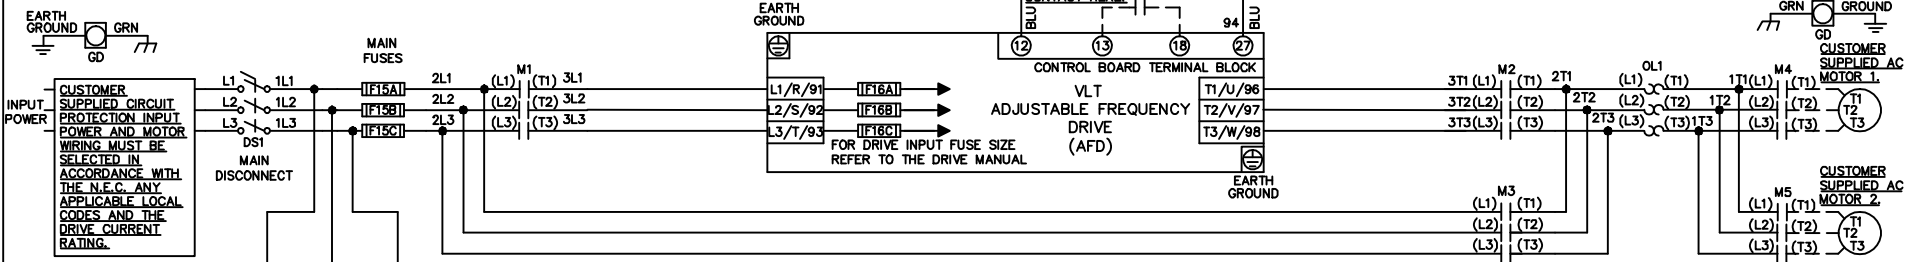 EARTH
GROUND
GRN
GD
INPUT
POWER
CUSTOMER
SUPPLIED CIRCUIT
PROTECTION INPUT
POWER AND MOTOR
WIRING MUST BE
SELECTED IN
ACCORDANCE WITH
THE N.E.C. ANY
APPLICABLE LOCAL
CODES AND THE
DRIVE CURRENT
RATING.
L1 1L1
L2 1L2
L3 1L3
DS1
MAIN
DISCONNECT
MAIN
FUSES
F15A
F15B
F15C
2L1
2L2
2L3
M1
(L1) (T1) 3L1
(L2) (T2) 3L2
(L3) (T3) 3L3
EARTH
GROUND
BLU
94 BLU
12 13 18 27
CONTROL BOARD TERMINAL BLOCK
L1/R/91
L2/S/92
L3/T/93
F16A
F16B
F16C
FOR DRIVE INPUT FUSE SIZE
REFER TO THE DRIVE MANUAL
VLT
ADJUSTABLE FREQUENCY
DRIVE
(AFD)
T1/U/96
T2/V/97
T3/W/98
EARTH
GROUND
M2
3T1 (L1) (T1) 2T1
3T2 (L2) (T2) 2T2
3T3 (L3) (T3) 2T3
M3
(L1) (T1)
(L2) (T2)
(L3) (T3)
OL1
(L1) (T1) 1T1
(L2) (T2) 1T2
(L3) (T3) 1T3
GRN GROUND
GD
CUSTOMER
SUPPLIED AC
MOTOR 1.
M4
(L1) (T1)
(L2) (T2)
(L3) (T3)
T1
T2
T3
CUSTOMER
SUPPLIED AC
MOTOR 2.
M5
(L1) (T1)
(L2) (T2)
(L3) (T3)
T1
T2
T3